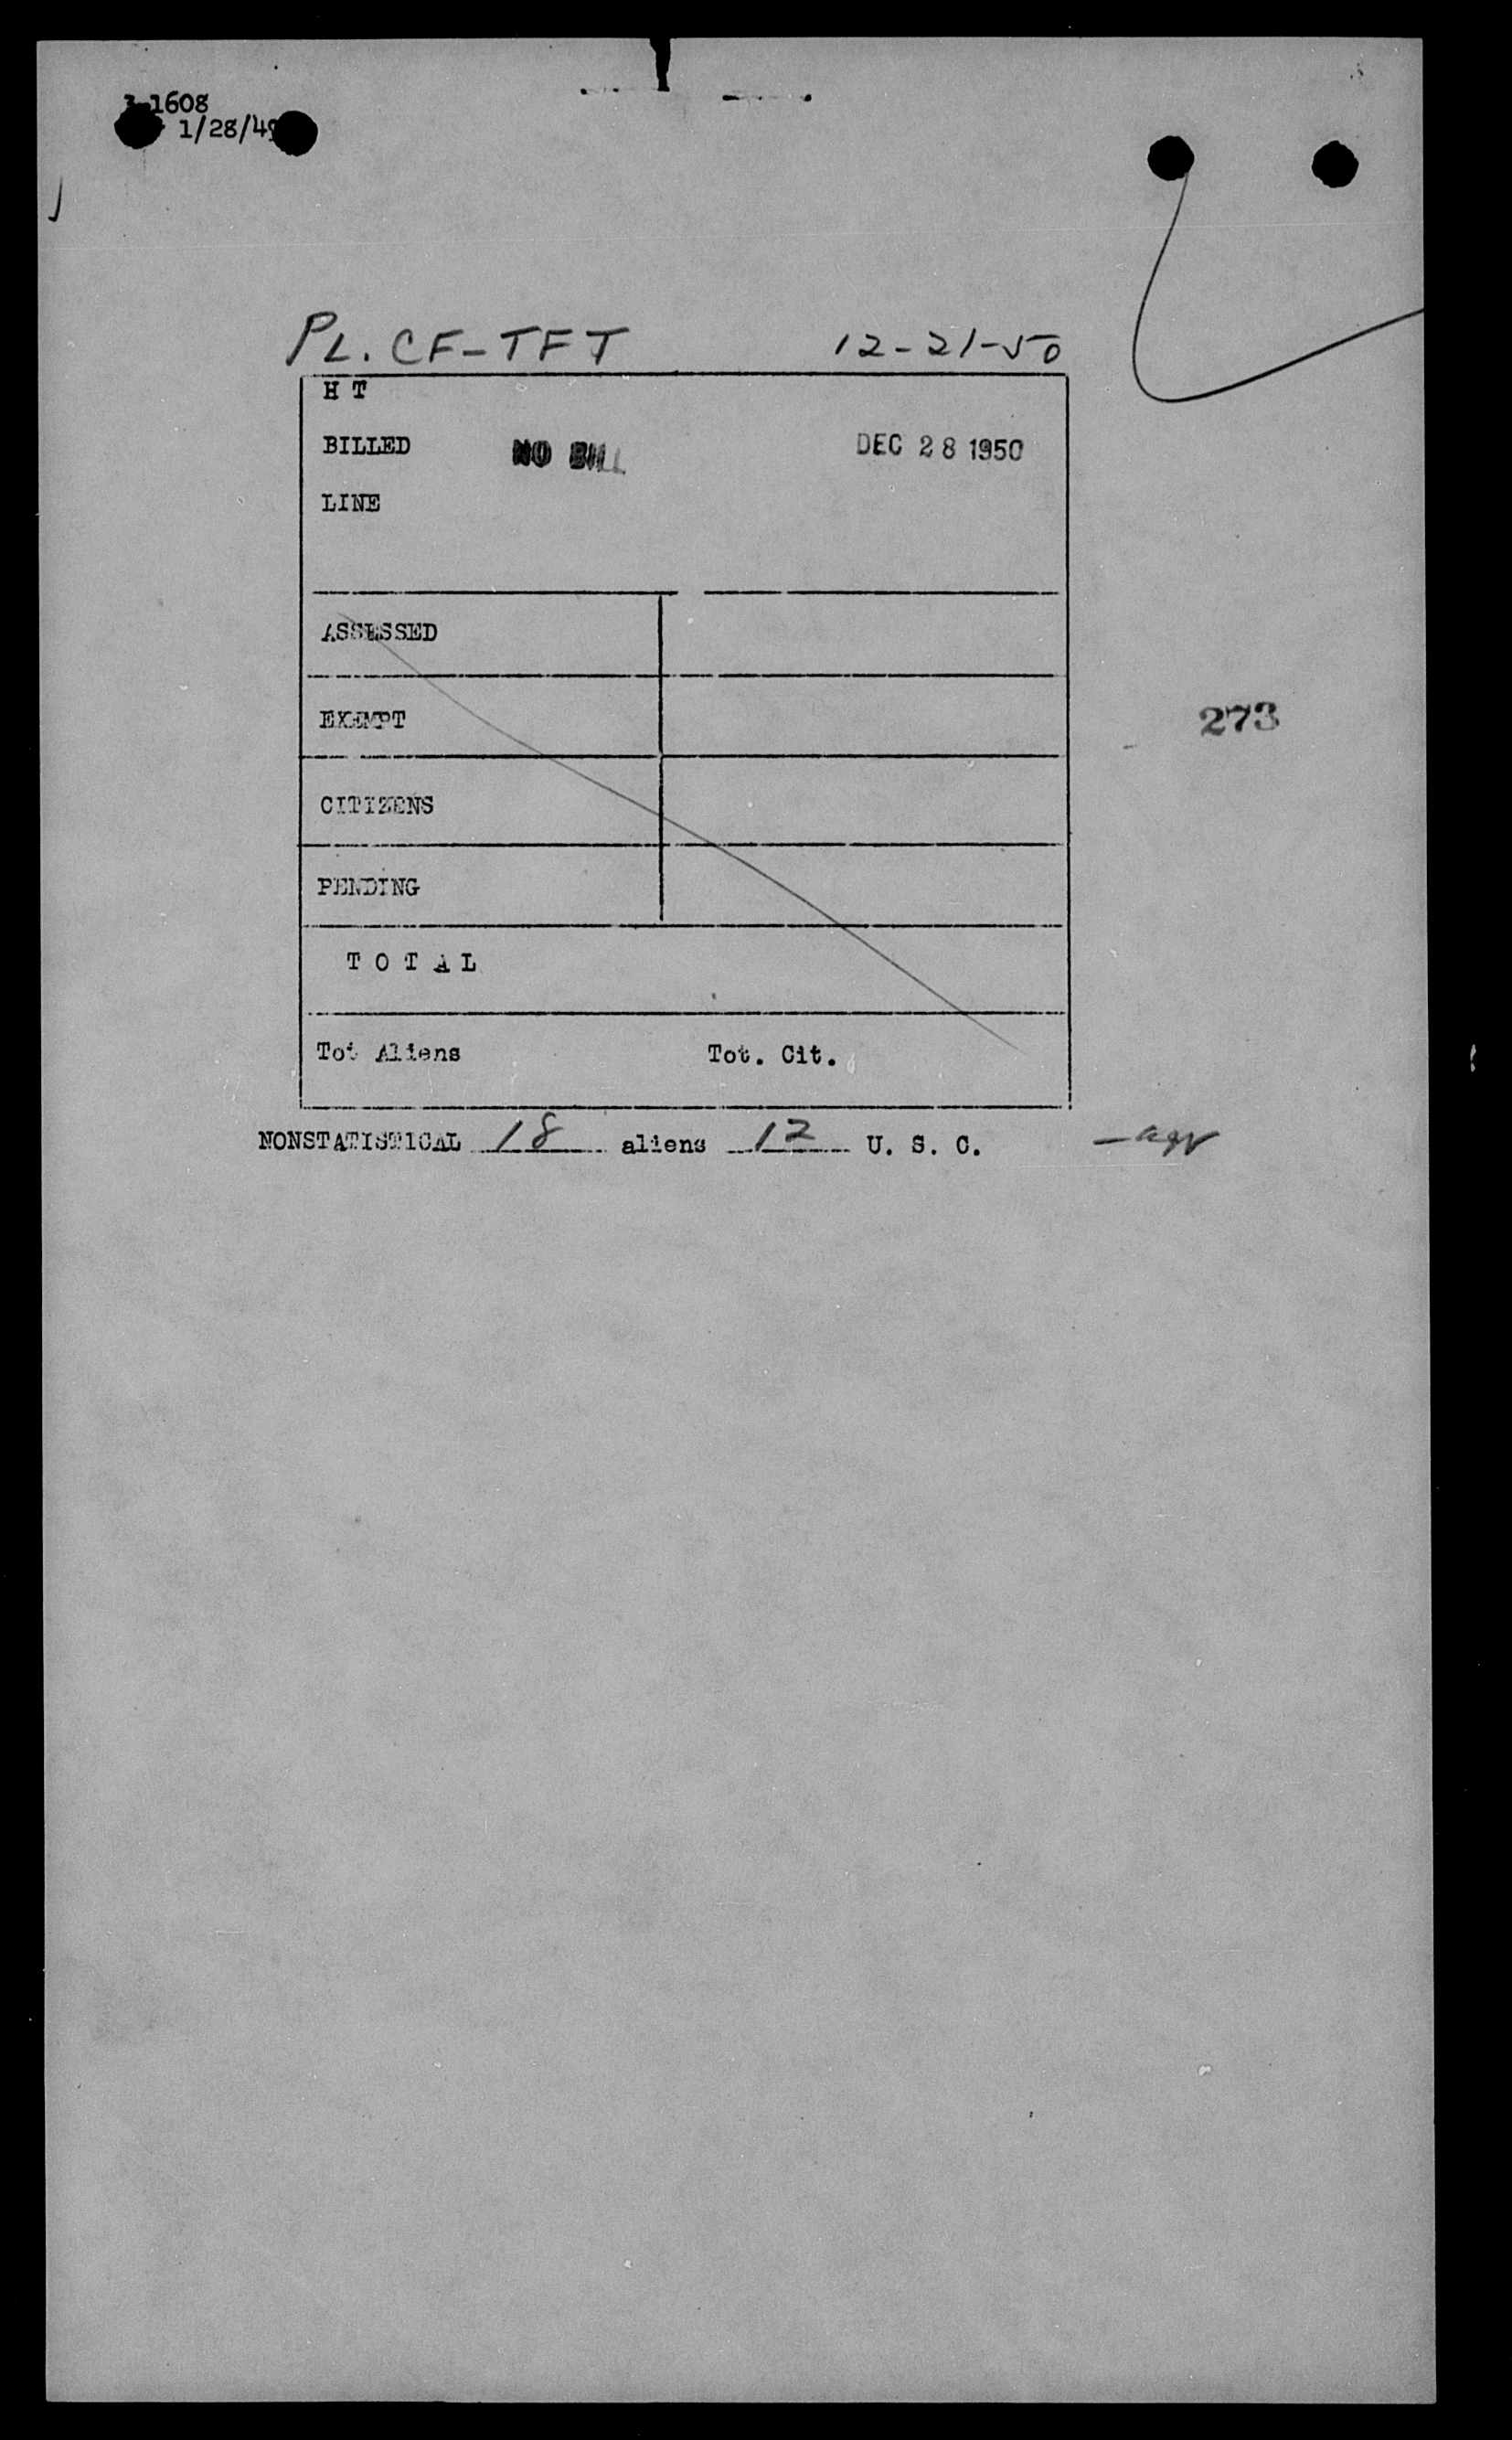 1608
1/28/49
PL. CF-TFT 12-21-50
H T
BILLED NO BILL DEC 28 1950
LINE
ASSESSED
EXEMPT
273
CITIZENS
PENDING
T O T A L
Tot Aliens Tot. Cit.
NONSTATISTICAL 18 aliens 12 U. S. C.